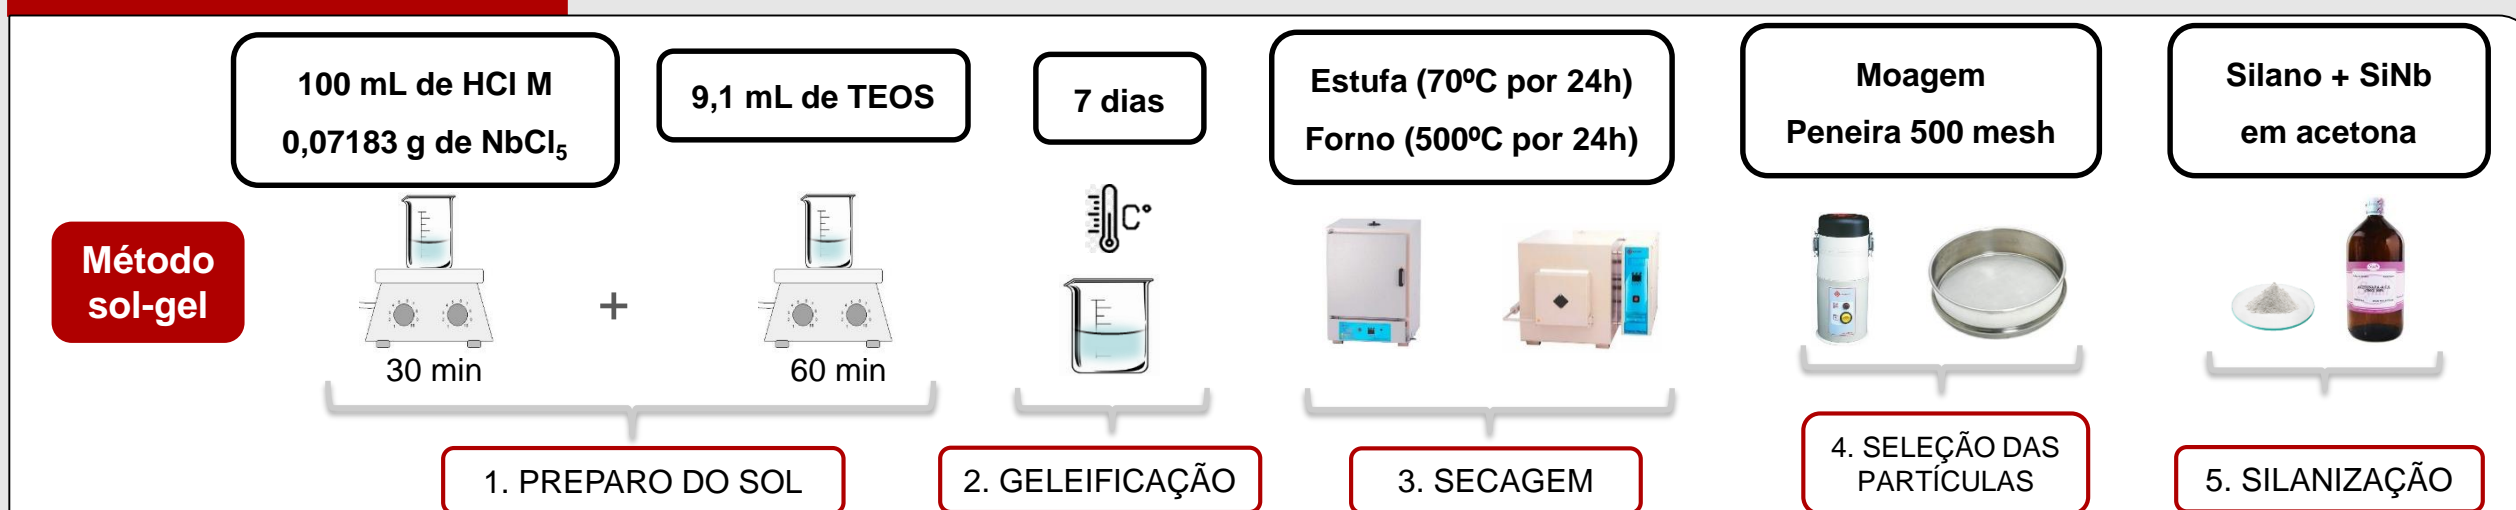 100 mL de HCl M
0,07183 g de NbCl₅
9,1 mL de TEOS
7 dias
Estufa (70ºC por 24h)
Forno (500ºC por 24h)
Moagem
Peneira 500 mesh
Silano + SiNb
em acetona
Método
sol-gel
C°
+
30 min
60 min
1. PREPARO DO SOL
2. GELEIFICAÇÃO
3. SECAGEM
4. SELEÇÃO DAS
PARTÍCULAS
5. SILANIZAÇÃO